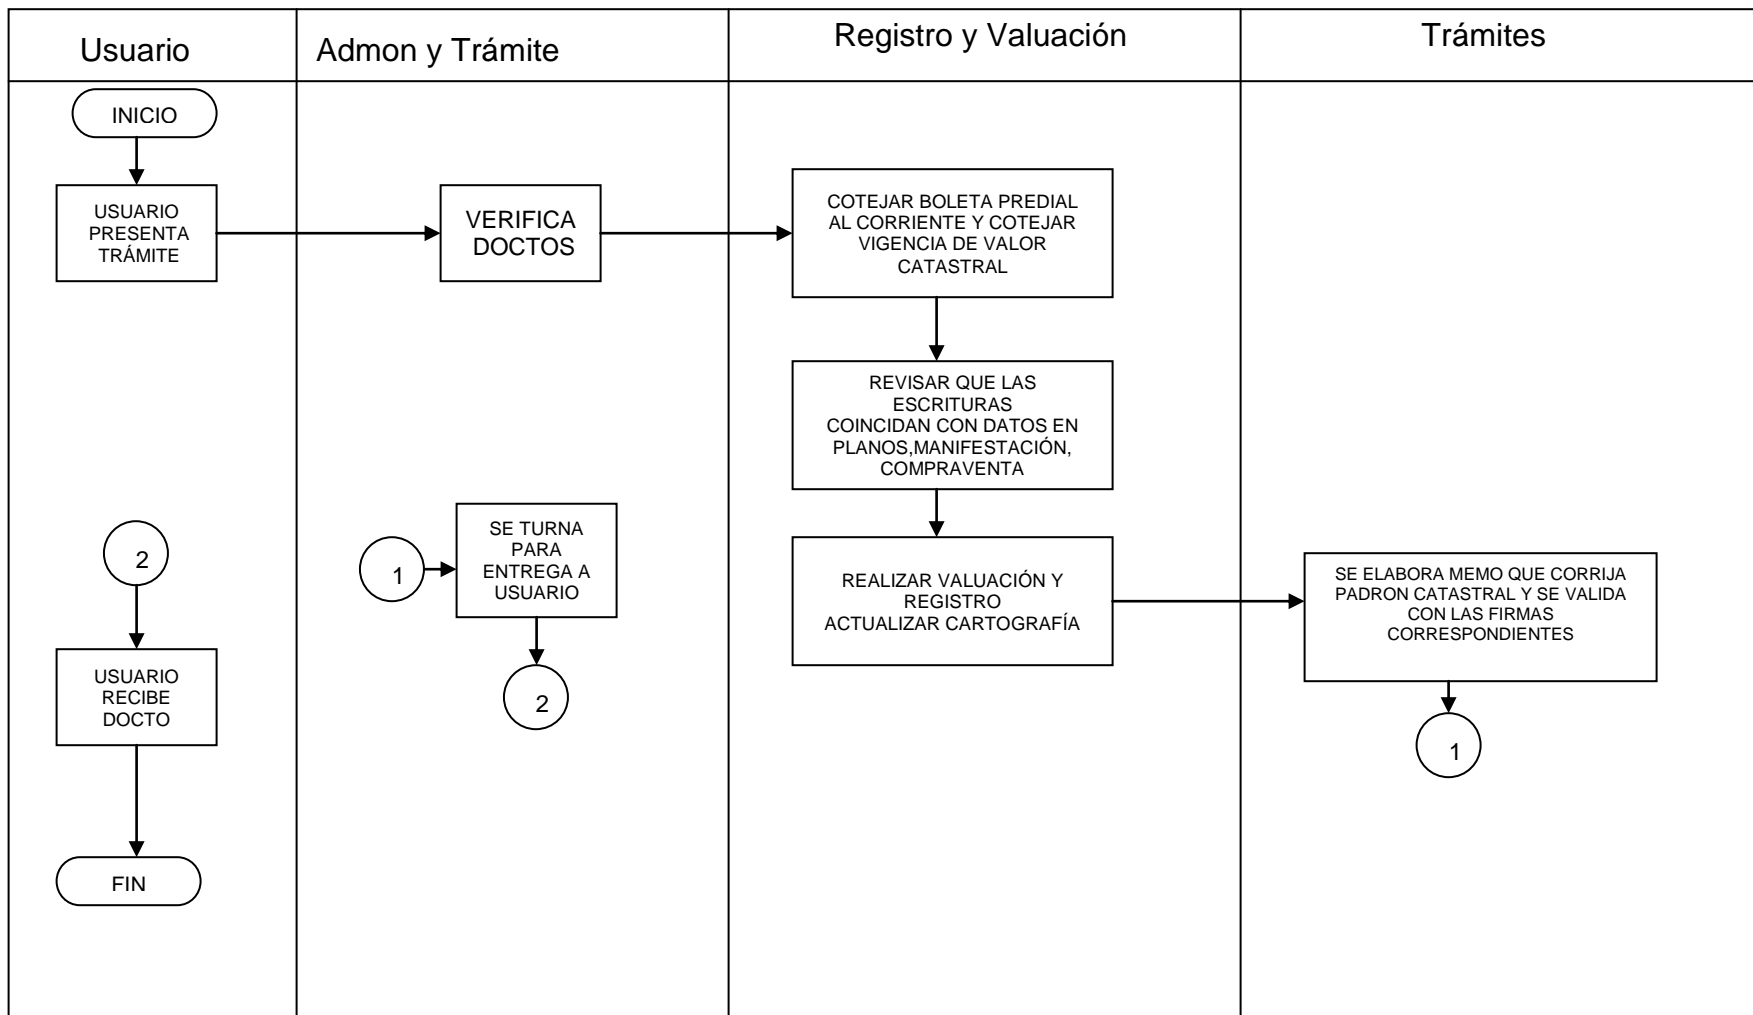 Usuario
Admon y Trámite
Registro y Valuación
Trámites
INICIO
USUARIO
PRESENTA
TRÁMITE
VERIFICA
DOCTOS
COTEJAR BOLETA PREDIAL
AL CORRIENTE Y COTEJAR
VIGENCIA DE VALOR
CATASTRAL
REVISAR QUE LAS
ESCRITURAS
COINCIDAN CON DATOS EN
PLANOS,MANIFESTACIÓN,
COMPRAVENTA
REALIZAR VALUACIÓN Y
REGISTRO
ACTUALIZAR CARTOGRAFÍA
SE ELABORA MEMO QUE CORRIJA
PADRON CATASTRAL Y SE VALIDA
CON LAS FIRMAS
CORRESPONDIENTES
1
1
SE TURNA
PARA
ENTREGA A
USUARIO
2
2
USUARIO
RECIBE
DOCTO
FIN